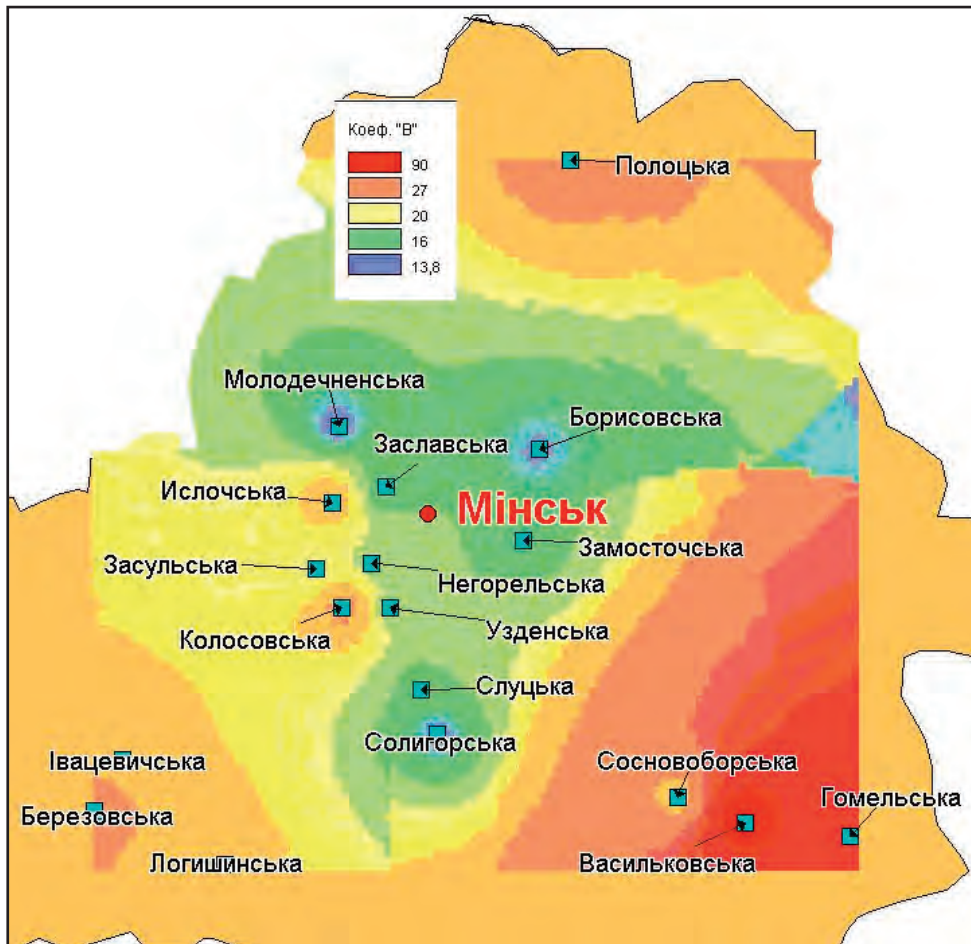 Коеф. "В"
90
27
20
16
13,8
Полоцька
Молодечненська
Борисовська
Заславська
Ислочська
Мінськ
Замосточська
Засульська
Негорельська
Колосовська
Узденська
Слуцька
Солигорська
Івацевичська
Сосновоборська
Березовська
Гомельська
Логишинська
Васильковська